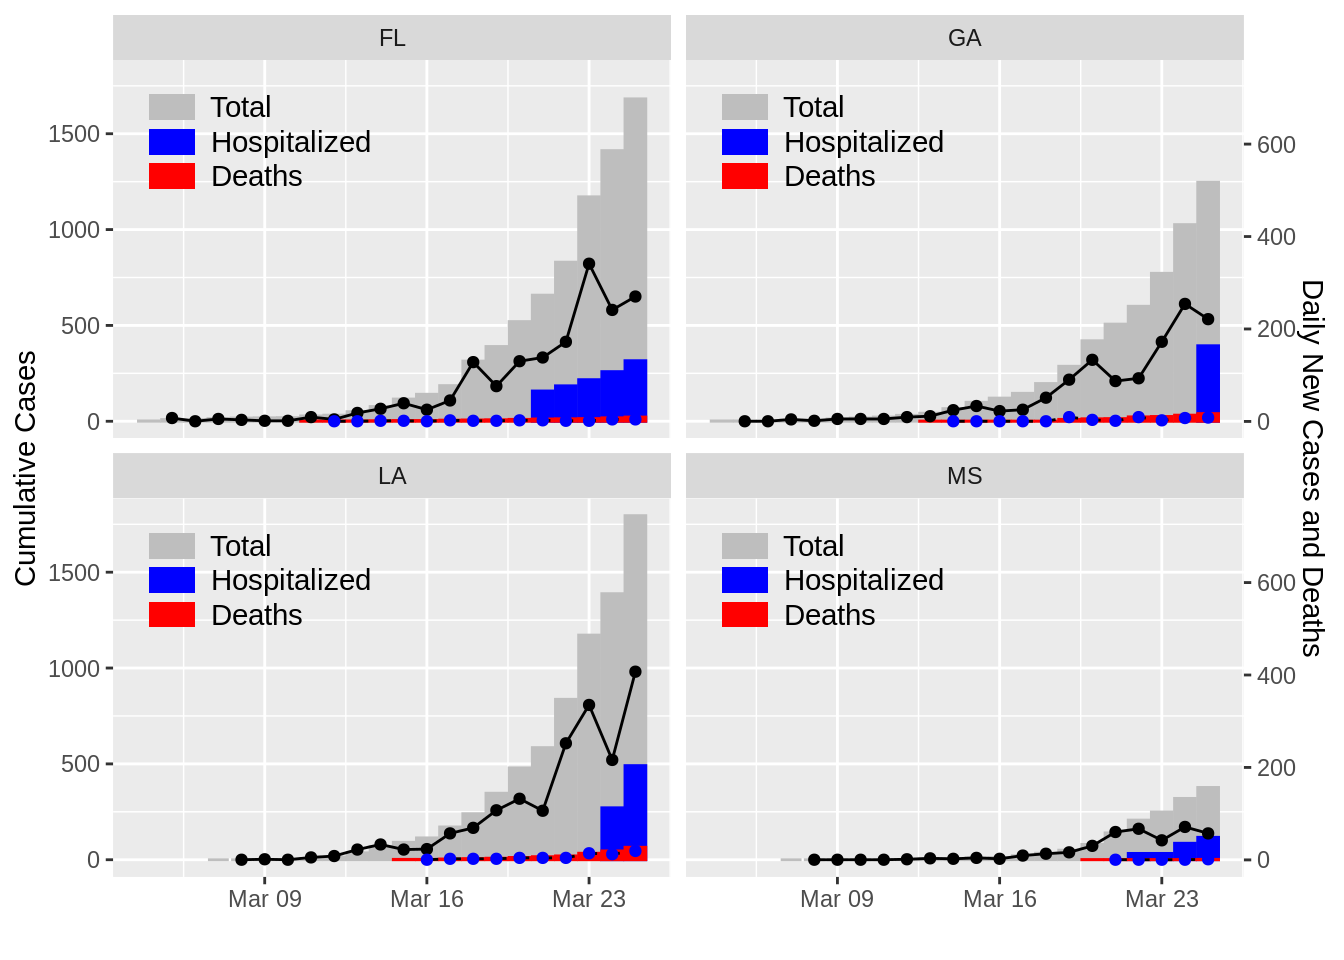 FL
GA
Total
Hospitalized
Deaths
Total
Hospitalized
Deaths
1500
1000
500
0
600
400
200
0
LA
MS
Total
Hospitalized
Deaths
Total
Hospitalized
Deaths
1500
1000
500
0
600
400
200
0
Mar 09
Mar 16
Mar 23
Mar 09
Mar 16
Mar 23
Cumulative Cases
Daily New Cases and Deaths